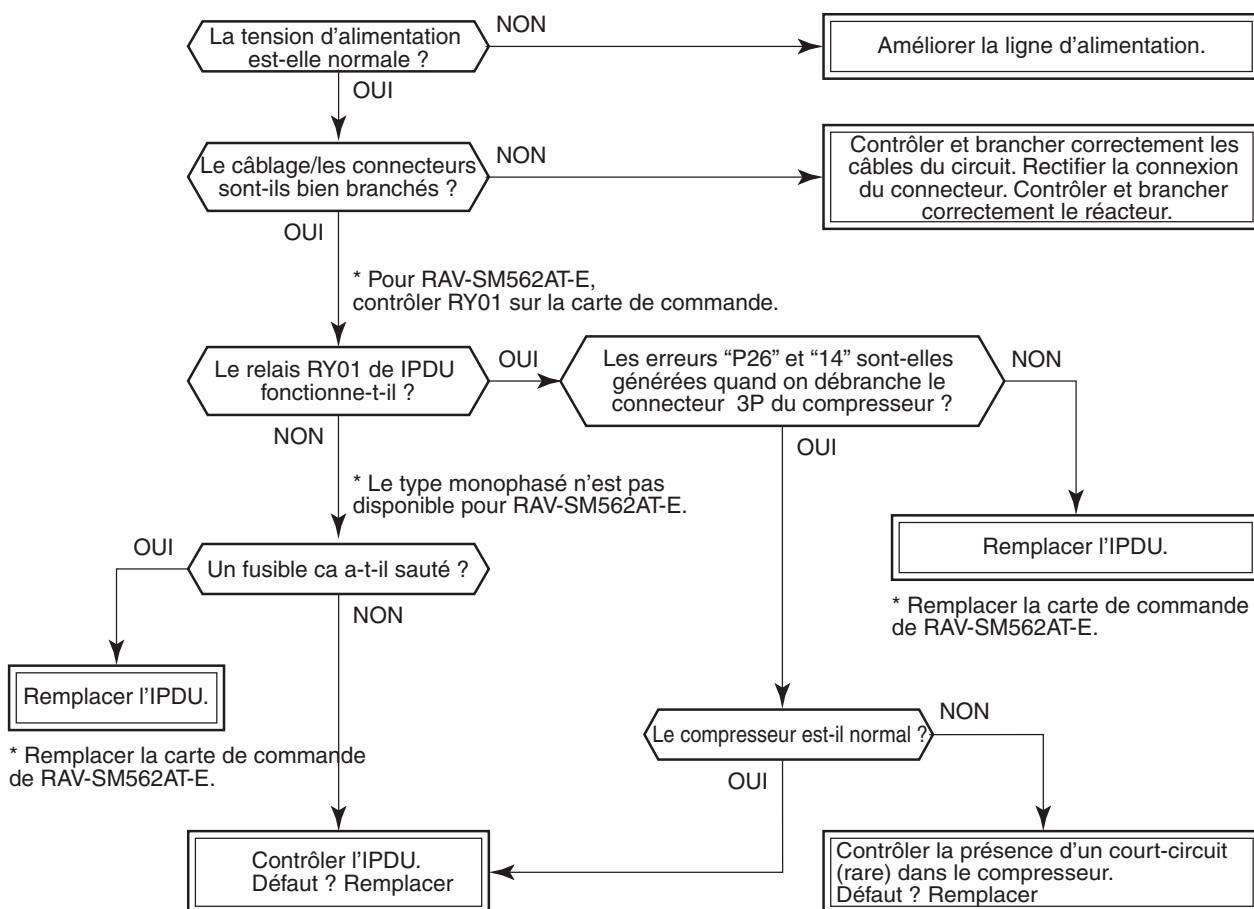 La tension d’alimentation
est-elle normale ?
NON
Améliorer la ligne d’alimentation.
OUI
Le câblage/les connecteurs
sont-ils bien branchés ?
NON
Contrôler et brancher correctement les
câbles du circuit. Rectifier la connexion
du connecteur. Contrôler et brancher
correctement le réacteur.
OUI
* Pour RAV-SM562AT-E,
contrôler RY01 sur la carte de commande.
Le relais RY01 de IPDU
fonctionne-t-il ?
OUI
Les erreurs “P26” et “14” sont-elles
générées quand on débranche le
connecteur 3P du compresseur ?
NON
NON
OUI
* Le type monophasé n’est pas
disponible pour RAV-SM562AT-E.
Remplacer l’IPDU.
* Remplacer la carte de commande
de RAV-SM562AT-E.
OUI
Un fusible ca a-t-il sauté ?
NON
Remplacer l’IPDU.
* Remplacer la carte de commande
de RAV-SM562AT-E.
Le compresseur est-il normal ?
NON
OUI
Contrôler l’IPDU.
Défaut ? Remplacer
Contrôler la présence d’un court-circuit
(rare) dans le compresseur.
Défaut ? Remplacer